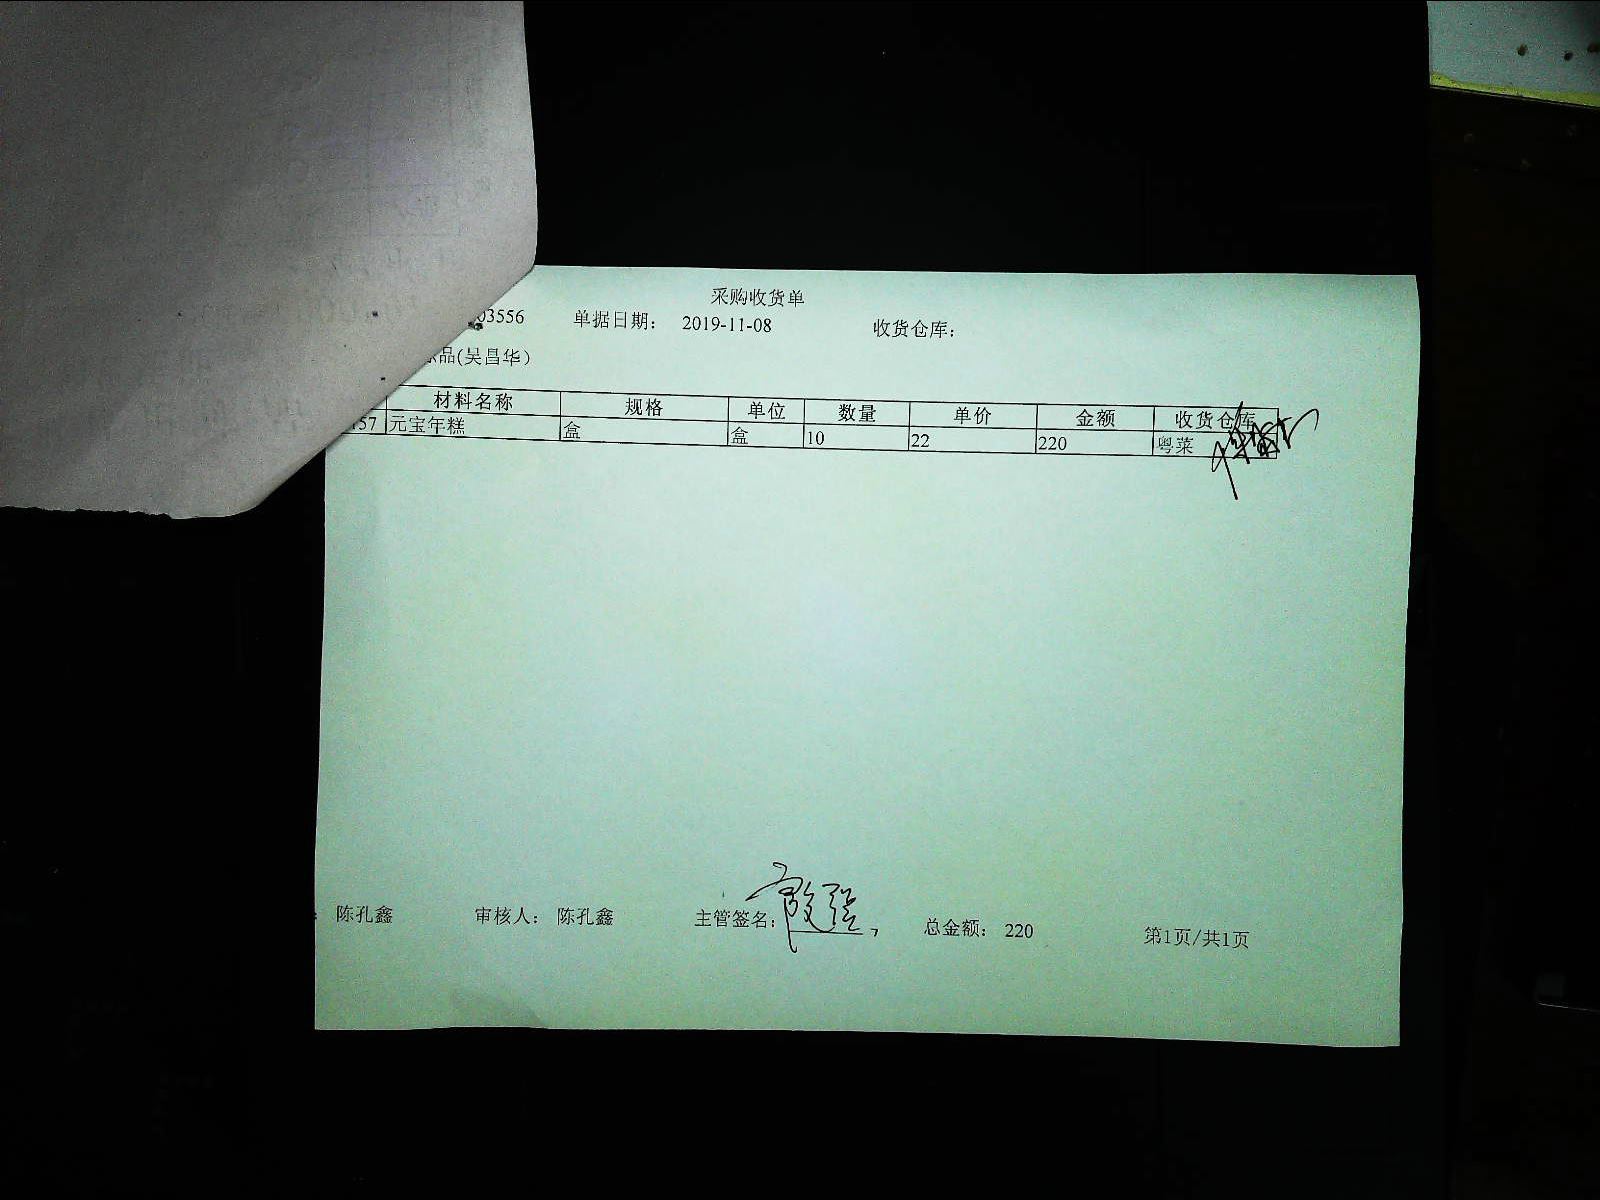 采购收货单
03556 单据日期： 2019-11-08 收货仓库：
品(吴昌华）
材料名称 规格 单位 数量 单价 金额 收货仓库
57 元宝年糕 盒 盒 10 22 220 粤菜
： 陈孔鑫 审核人： 陈孔鑫 主管签名： 总金额： 220 第1页/共1页